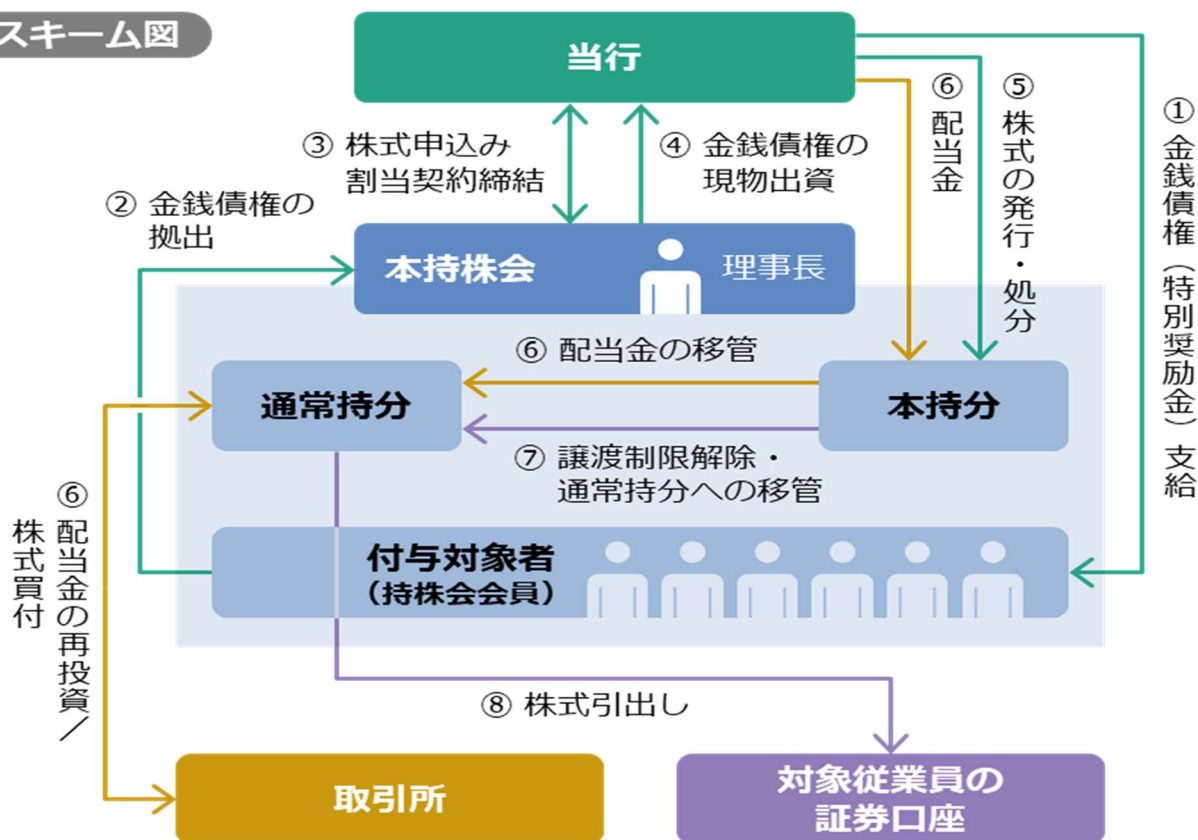 スキーム図
当行
③ 株式申込み
割当契約締結
④ 金銭債権の
現物出資
⑥ 配当金
⑤ 株式の発行・処分
① 金銭債権（特別奨励金）支給
② 金銭債権の
拠出
本持株会
理事長
⑥ 配当金の移管
通常持分
本持分
⑦ 譲渡制限解除・
通常持分への移管
付与対象者
（持株会会員）
⑥ 配当金の再投資／
株式買付
⑧ 株式引出し
取引所
対象従業員の
証券口座